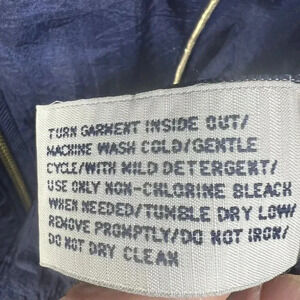 TURN GARMENT INSIDE OUT/
MACHINE WASH COLD/GENTLE
CYCLE/WITH MILD DETERGENT/
USE ONLY NON-CHLORINE BLEACH
WHEN NEEDED/TUMBLE DRY LOW/
REMOVE PROMPTLY/DO NOT IRON/
DO NOT DRY CLEAN